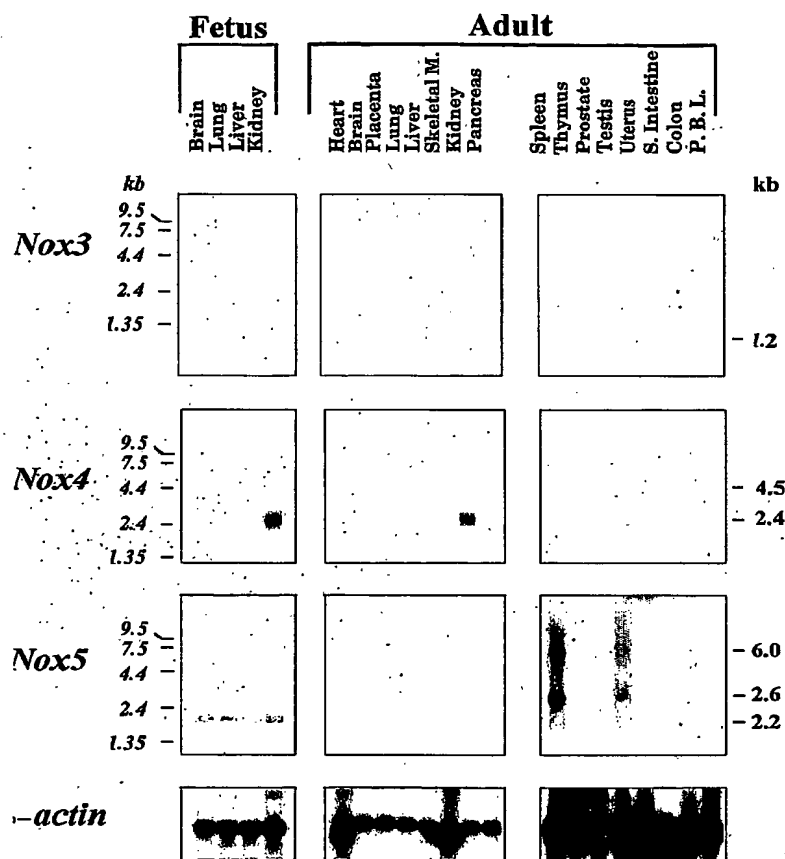 Fetus Adult
Brain
Lung
Liver
Kidney
Heart
Brain
Placenta
Lung
Liver
Skeletal M.
Kidney
Pancreas
Spleen
Thymus
Prostate
Testis
Uterus
S. Intestine
Colon
P. B. L.
kb kb
Nox3
9.5
7.5
4.4
2.4
1.35
1.2
Nox4
9.5
7.5
4.4
2.4
1.35
4.5
2.4
Nox5
9.5
7.5
4.4
2.4
1.35
6.0
2.6
2.2
–actin